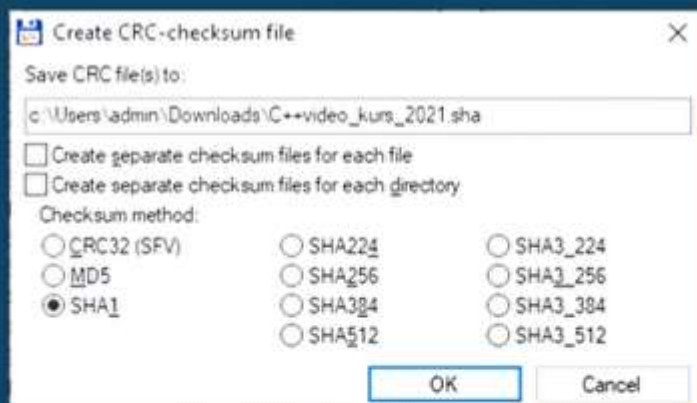 Create CRC-checksum file
Save CRC file(s) to:
c:\Users\admin\Downloads\C++video_kurs_2021.sha
Create separate checksum files for each file
Create separate checksum files for each directory
Checksum method:
CRC32 (SFV) SHA224 SHA3_224
MD5 SHA256 SHA3_256
SHA1 SHA384 SHA3_384
SHA512 SHA3_512
OK Cancel